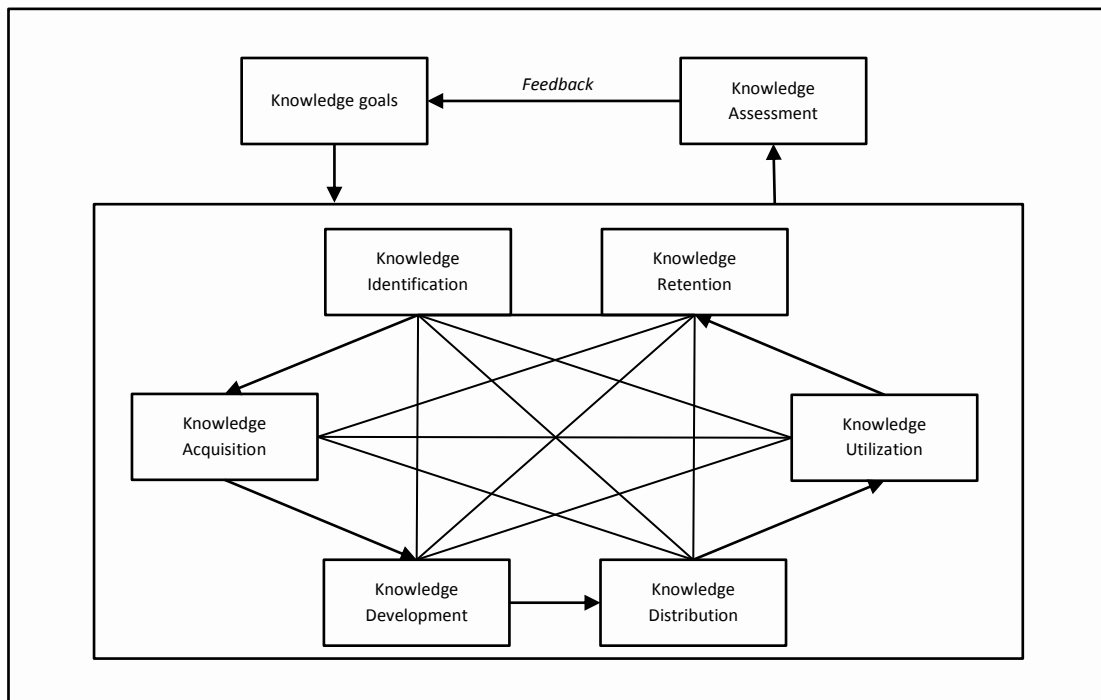 Knowledge goals
Feedback
Knowledge
Assessment
Knowledge
Identification
Knowledge
Retention
Knowledge
Acquisition
Knowledge
Utilization
Knowledge
Development
Knowledge
Distribution